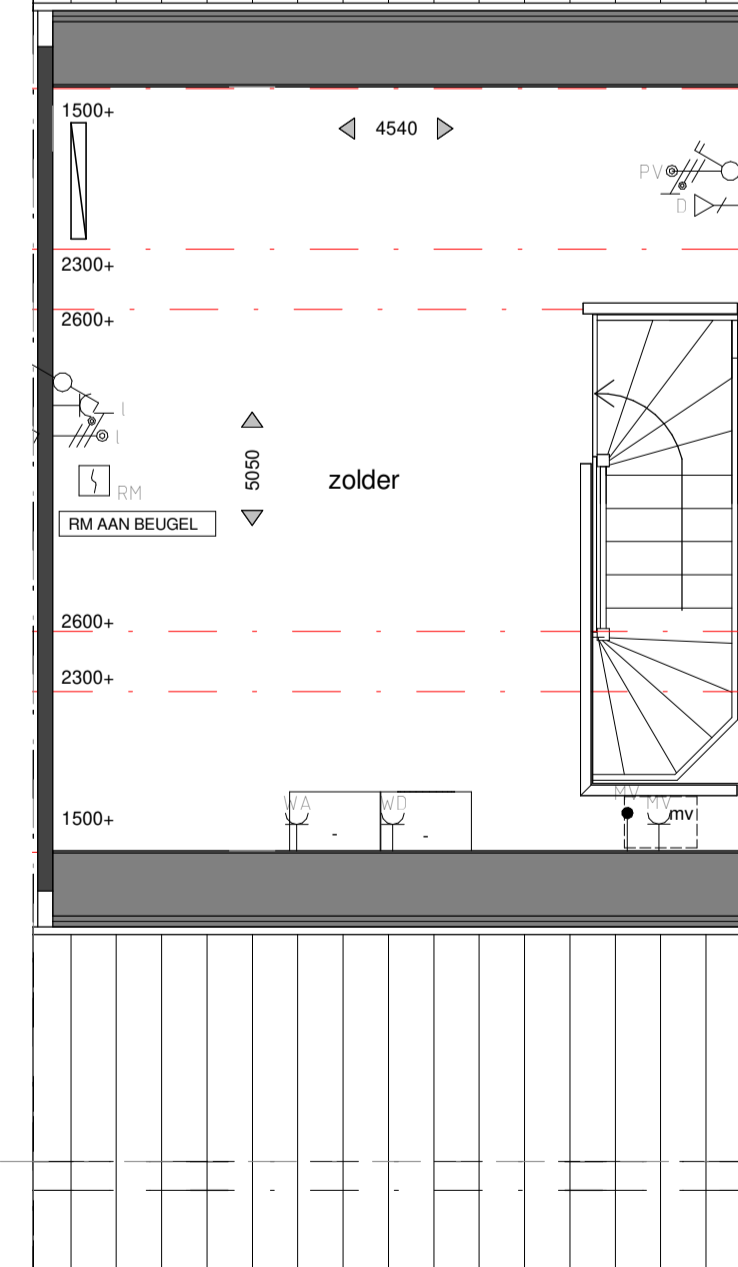 1500+
4540
PV
D
2300+
2600+
l
l
5050
zolder
RM
RM AAN BEUGEL
2600+
2300+
WA
WD
MV
MV
mv
1500+